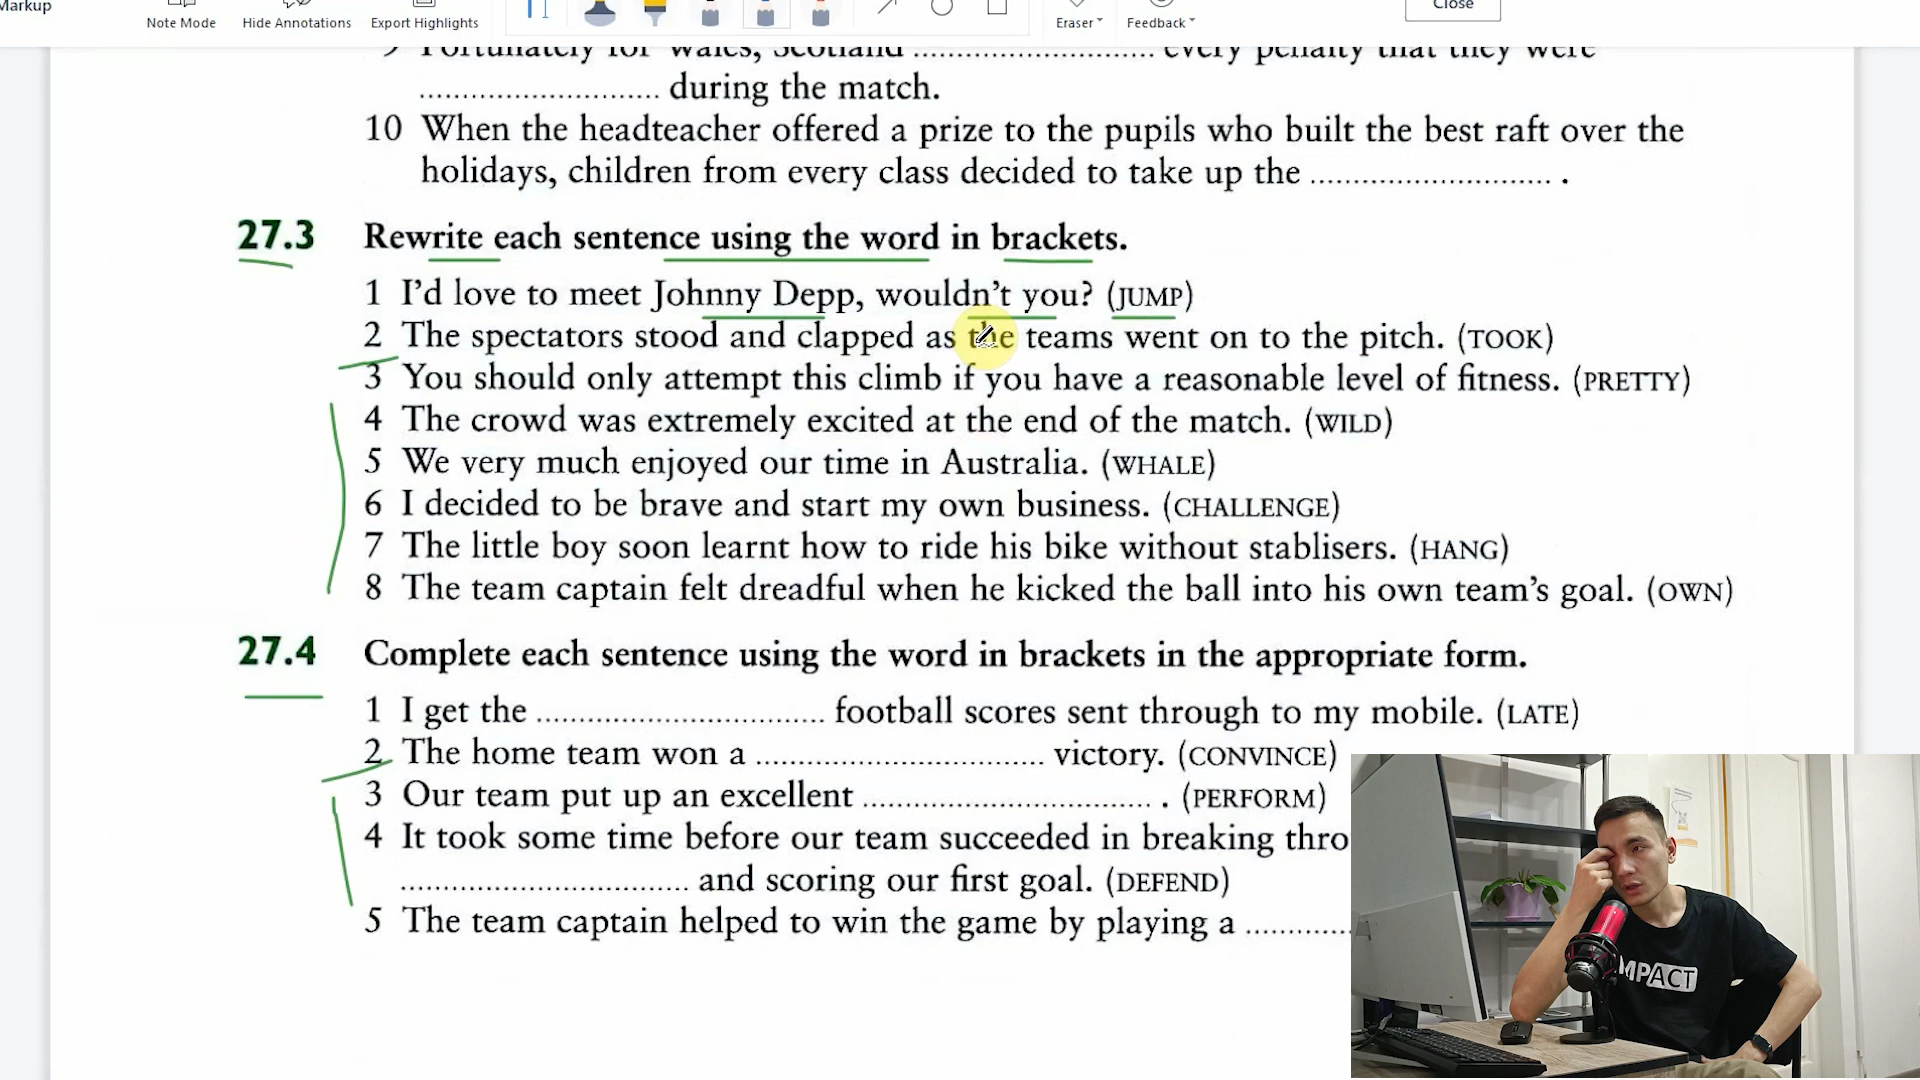 Markup
Note Mode
Hide Annotations
Export Highlights
Eraser
Feedback
Close
9 Fortunately for Wales, Scotland ............................ every penalty that they were
............................ during the match.
10 When the headteacher offered a prize to the pupils who built the best raft over the
holidays, children from every class decided to take up the ............................ .
27.3 Rewrite each sentence using the word in brackets.
1 I'd love to meet Johnny Depp, wouldn't you? (JUMP)
2 The spectators stood and clapped as the teams went on to the pitch. (TOOK)
3 You should only attempt this climb if you have a reasonable level of fitness. (PRETTY)
4 The crowd was extremely excited at the end of the match. (WILD)
5 We very much enjoyed our time in Australia. (WHALE)
6 I decided to be brave and start my own business. (CHALLENGE)
7 The little boy soon learnt how to ride his bike without stablisers. (HANG)
8 The team captain felt dreadful when he kicked the ball into his own team's goal. (OWN)
27.4 Complete each sentence using the word in brackets in the appropriate form.
1 I get the .................................. football scores sent through to my mobile. (LATE)
2 The home team won a .................................. victory. (CONVINCE)
3 Our team put up an excellent .................................. . (PERFORM)
4 It took some time before our team succeeded in breaking thro
.................................. and scoring our first goal. (DEFEND)
5 The team captain helped to win the game by playing a .............
MPACT